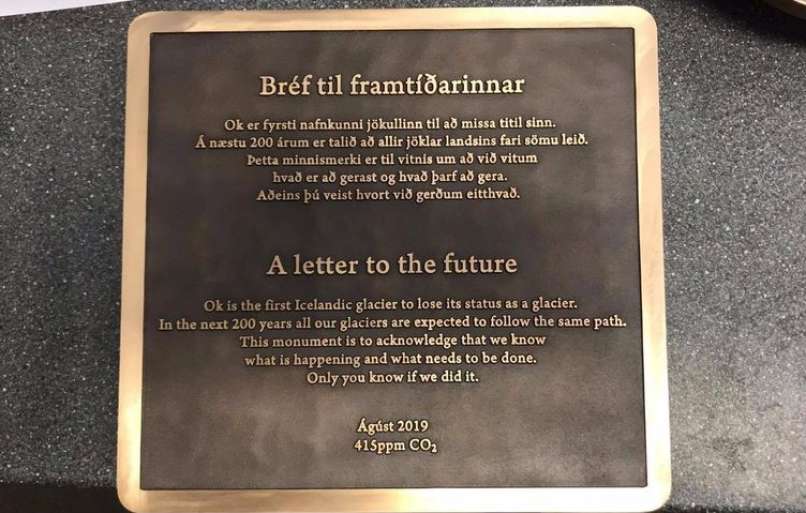 Bréf til framtíðarinnar
Ok er fyrsti nafnkunni jökullinn til að missa titil sinn.
Á næstu 200 árum er talið að allir jöklar landsins fari sömu leið.
Þetta minnismerki er til vitnis um að við vitum
hvað er að gerast og hvað þarf að gera.
Aðeins þú veist hvort við gerðum eitthvað.
A letter to the future
Ok is the first Icelandic glacier to lose its status as a glacier.
In the next 200 years all our glaciers are expected to follow the same path.
This monument is to acknowledge that we know
what is happening and what needs to be done.
Only you know if we did it.
Ágúst 2019
415ppm CO₂